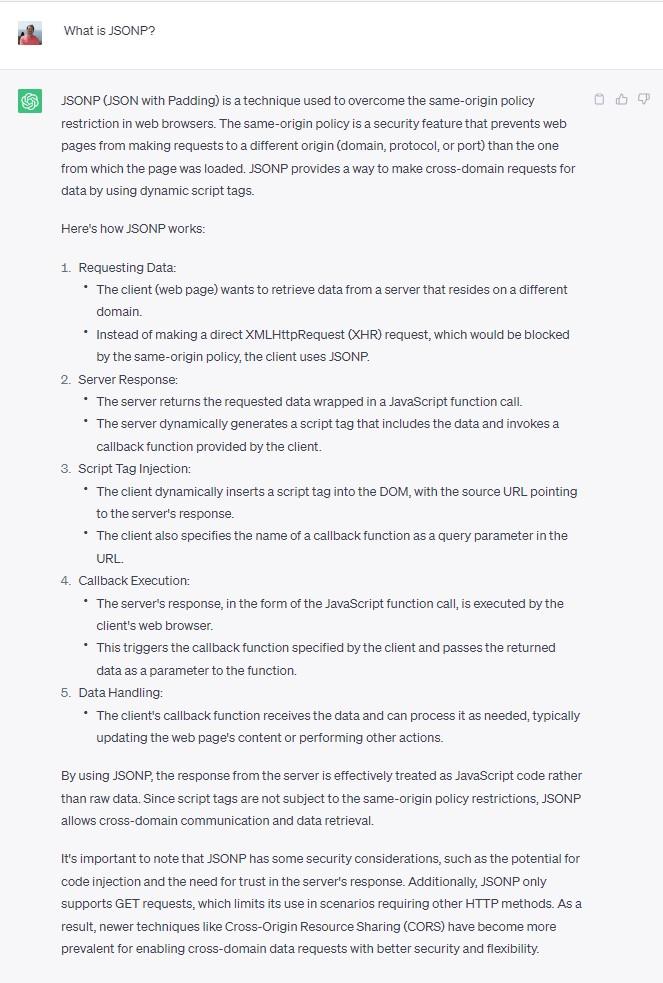 What is JSONP?
JSONP (JSON with Padding) is a technique used to overcome the same-origin policy
restriction in web browsers. The same-origin policy is a security feature that prevents web
pages from making requests to a different origin (domain, protocol, or port) than the one
from which the page was loaded. JSONP provides a way to make cross-domain requests for
data by using dynamic script tags.
Here's how JSONP works:
1. Requesting Data:
• The client (web page) wants to retrieve data from a server that resides on a different
domain.
• Instead of making a direct XMLHttpRequest (XHR) request, which would be blocked
by the same-origin policy, the client uses JSONP.
2. Server Response:
• The server returns the requested data wrapped in a JavaScript function call.
• The server dynamically generates a script tag that includes the data and invokes a
callback function provided by the client.
3. Script Tag Injection:
• The client dynamically inserts a script tag into the DOM, with the source URL pointing
to the server's response.
• The client also specifies the name of a callback function as a query parameter in the
URL.
4. Callback Execution:
• The server's response, in the form of the JavaScript function call, is executed by the
client's web browser.
• This triggers the callback function specified by the client and passes the returned
data as a parameter to the function.
5. Data Handling:
• The client's callback function receives the data and can process it as needed, typically
updating the web page's content or performing other actions.
By using JSONP, the response from the server is effectively treated as JavaScript code rather
than raw data. Since script tags are not subject to the same-origin policy restrictions, JSONP
allows cross-domain communication and data retrieval.
It's important to note that JSONP has some security considerations, such as the potential for
code injection and the need for trust in the server's response. Additionally, JSONP only
supports GET requests, which limits its use in scenarios requiring other HTTP methods. As a
result, newer techniques like Cross-Origin Resource Sharing (CORS) have become more
prevalent for enabling cross-domain data requests with better security and flexibility.